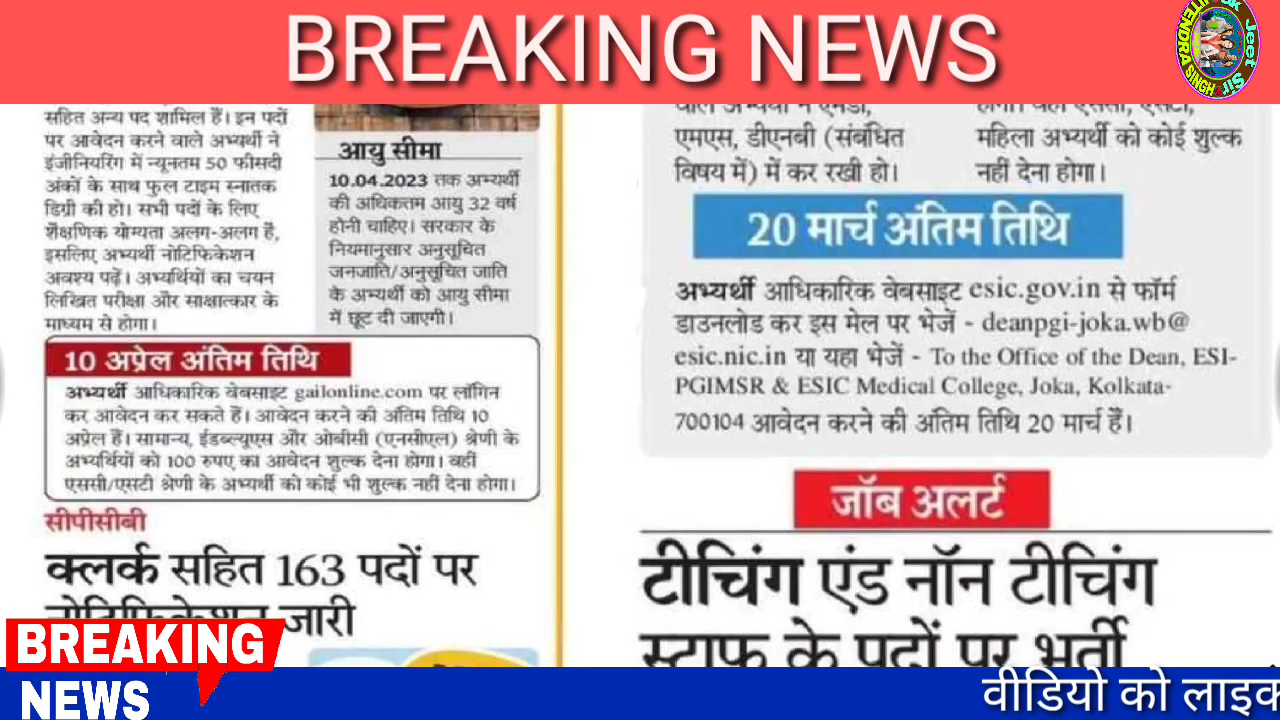 BREAKING NEWS
Jeet Sir
JITENDRA SINGH
सहित अन्य पद शामिल हैं। इन पदों
पर आवेदन करने वाले अभ्यर्थी ने
इंजीनियरिंग में न्यूनतम 50 फीसदी
अंकों के साथ फुल टाइम स्नातक
डिग्री की हो। सभी पदों के लिए
शैक्षणिक योग्यता अलग-अलग है,
इसलिए अभ्यर्थी नोटिफिकेशन
अवश्य पढ़ें। अभ्यर्थियों का चयन
लिखित परीक्षा और साक्षात्कार के
माध्यम से होगा।
आयु सीमा
10.04.2023 तक अभ्यर्थी
की अधिकतम आयु 32 वर्ष
होनी चाहिए। सरकार के
नियमानुसार अनुसूचित
जनजाति/अनुसूचित जाति
के अभ्यर्थी को आयु सीमा
में छूट दी जाएगी।
10 अप्रेल अंतिम तिथि
अभ्यर्थी आधिकारिक वेबसाइट gailonline.com पर लॉगिन
कर आवेदन कर सकते हैं। आवेदन करने की अंतिम तिथि 10
अप्रेल हैं। सामान्य, ईडब्ल्यूएस और ओबीसी (एनसीएल) श्रेणी के
अभ्यर्थियों को 100 रुपए का आवेदन शुल्क देना होगा। वहीं
एससी/एसटी श्रेणी के अभ्यर्थी को कोई भी शुल्क नहीं देना होगा।
सीपीसीबी
क्लर्क सहित 163 पदों पर
नोटिफिकेशन जारी
एमएस, डीएनबी (संबंधित
विषय में) में कर रखी हो।
महिला अभ्यर्थी को कोई शुल्क
नहीं देना होगा।
20 मार्च अंतिम तिथि
अभ्यर्थी आधिकारिक वेबसाइट esic.gov.in से फॉर्म
डाउनलोड कर इस मेल पर भेजें - deanpgi-joka.wb@
esic.nic.in या यहा भेजें - To the Office of the Dean, ESI-
PGIMSR & ESIC Medical College, Joka, Kolkata-
700104 आवेदन करने की अंतिम तिथि 20 मार्च हैं।
जॉब अलर्ट
टीचिंग एंड नॉन टीचिंग
स्टाफ के पदों पर भर्ती
BREAKING
NEWS
वीडियो को लाइक